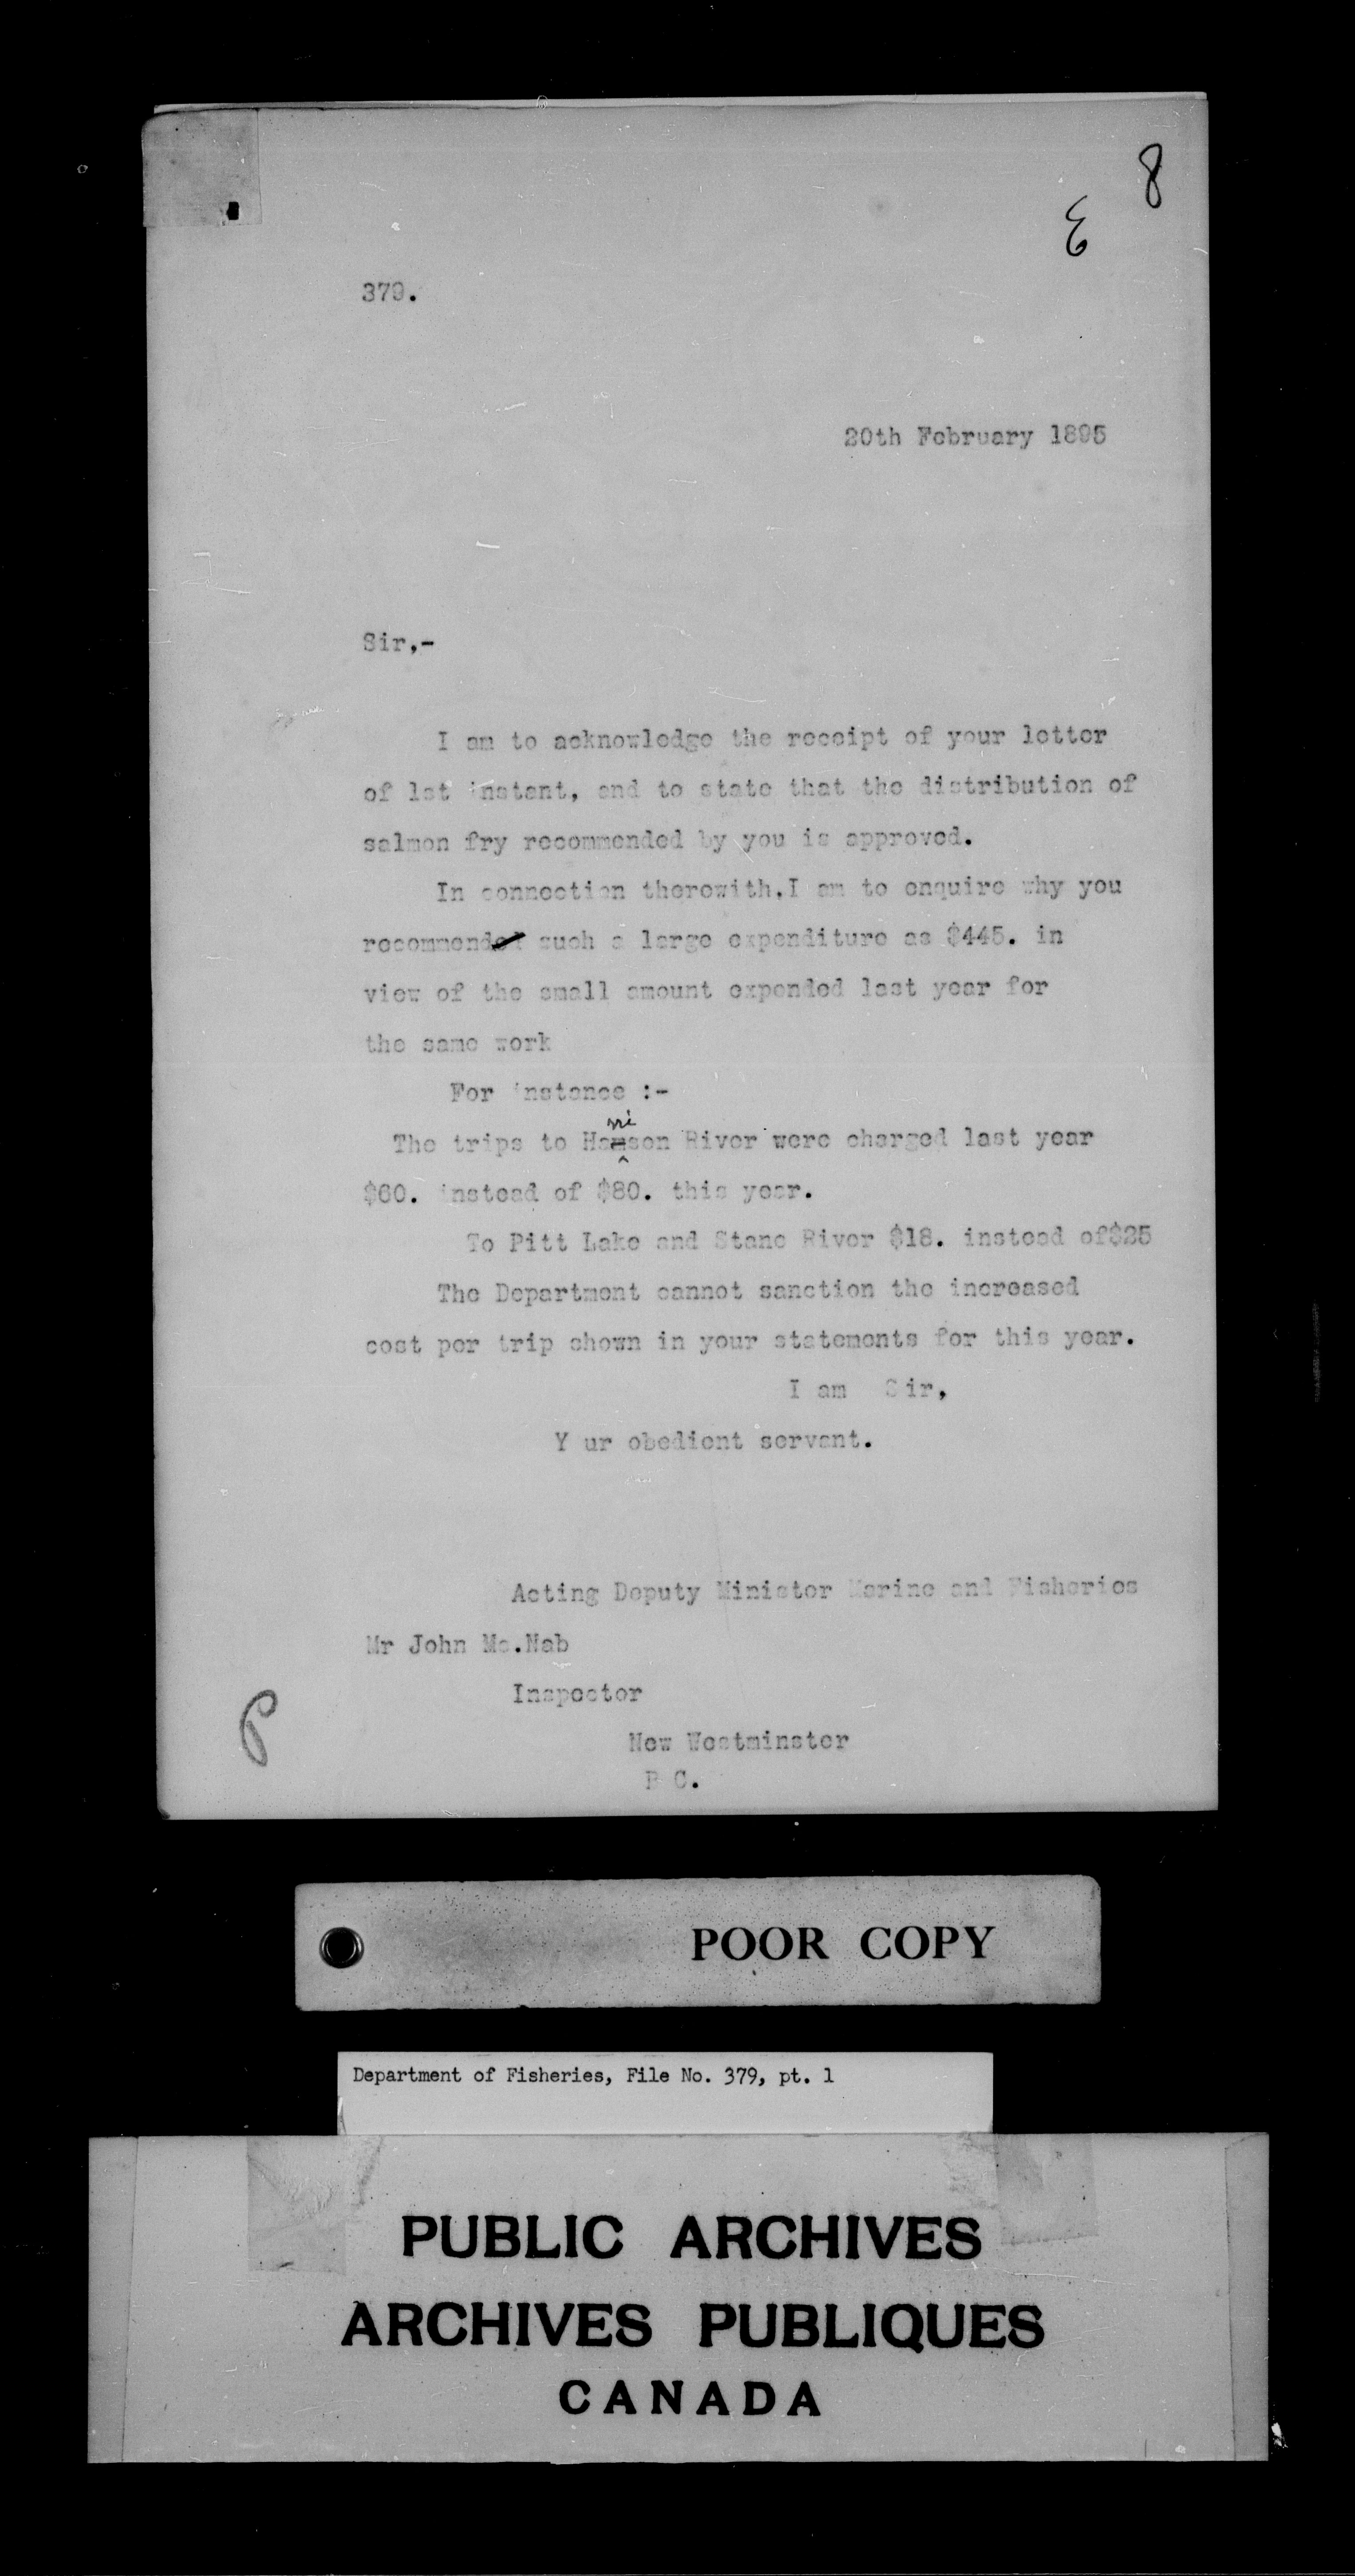 8
379.
20th February 1895
Sir,-
I am to acknowledge the receipt of your letter
of 1st instant, and to state that the distribution of
salmon fry recommended by you is approved.
In connection therewith,I am to enquire why you
recommend such a large expenditure as $445. in
view of the small amount expended last year for
the same work
For instance :-
The trips to Harrison River were charged last year
$60. instead of $80. this year.
To Pitt Lake and Stane River $18. instead of$25
The Department cannot sanction the increased
cost per trip shown in your statements for this year.
I am Sir,
Y ur obedient servant.
Acting Deputy Minister Marine and Fisheries
Mr John Mc.Nab
Inspector
New Westminster
B C.
P
POOR COPY
Department of Fisheries, File No. 379, pt. 1
PUBLIC ARCHIVES
ARCHIVES PUBLIQUES
CANADA